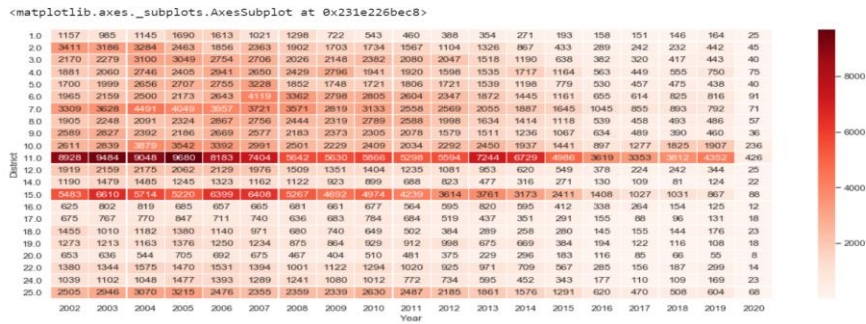 <matplotlib.axes._subplots.AxesSubplot at 0x231e226bec8>
1.0 1157 985 1145 1690 1613 1021 1298 722 543 460 388 354 271 193 158 151 146 164 25
2.0 3411 3186 3284 2463 1856 2363 1902 1703 1734 1567 1104 1326 867 433 289 242 232 442 45
3.0 2170 2279 3100 3049 2754 2706 2026 2148 2382 2080 2047 1518 1190 638 382 320 417 443 40
4.0 1881 2060 2746 2405 2941 2650 2429 2796 1941 1920 1598 1535 1717 1164 563 449 555 750 75
5.0 1700 1999 2656 2707 2755 3228 1852 1748 1721 1806 1721 1539 1198 779 530 457 475 438 40
6.0 1965 2159 2500 2173 2643 4119 3362 2798 2805 2604 2347 1872 1445 1161 655 614 825 816 91
7.0 3309 3628 4491 4049 3957 3721 3571 2819 3133 2558 3569 2055 1887 1645 1045 855 893 792 71
8.0 1905 2248 2091 2324 2867 2756 2444 2319 2789 2588 1998 1634 1414 1118 539 458 493 486 57
9.0 2589 2827 2392 2186 2669 2577 2183 2373 2305 2078 1579 1511 1236 1067 634 489 390 460 36
10.0 2611 2839 3879 3542 3392 2991 2501 2229 2409 2034 2292 2450 1937 1441 897 1277 1825 1907 236
11.0 8928 9484 9048 9680 8183 7404 5642 5630 5866 5298 5594 7244 6729 4986 3619 3353 3812 4352 426
12.0 1919 2159 2175 2062 2129 1976 1509 1351 1404 1235 1081 953 620 549 378 224 242 344 25
14.0 1190 1479 1485 1245 1323 1162 1122 923 899 688 823 477 316 271 130 109 81 124 22
15.0 5483 6610 5714 5220 6399 6408 5267 4692 4974 4239 3614 3761 3173 2411 1408 1027 1031 867 88
16.0 625 802 819 685 657 665 681 661 677 564 595 820 595 412 338 264 154 125 12
17.0 675 767 770 847 711 740 636 683 784 684 519 437 351 291 155 88 96 131 18
18.0 1455 1010 1182 1380 1140 971 680 740 649 502 384 289 258 280 145 155 144 176 23
19.0 1273 1213 1163 1376 1250 1234 875 864 929 912 998 675 669 384 194 122 116 108 18
20.0 653 636 544 705 692 675 467 404 510 481 375 229 296 183 116 85 66 55 8
22.0 1380 1344 1575 1470 1531 1394 1001 1122 1294 1020 925 971 709 567 285 156 187 299 14
24.0 1039 1102 1048 1477 1393 1289 1241 1080 1012 772 734 595 452 343 177 110 109 169 23
25.0 2505 2946 3070 3215 2476 2355 2359 2339 2630 2487 2185 1861 1576 1291 620 470 508 604 68
2002 2003 2004 2005 2006 2007 2008 2009 2010 2011 2012 2013 2014 2015 2016 2017 2018 2019 2020
Year
District
8000
6000
4000
2000